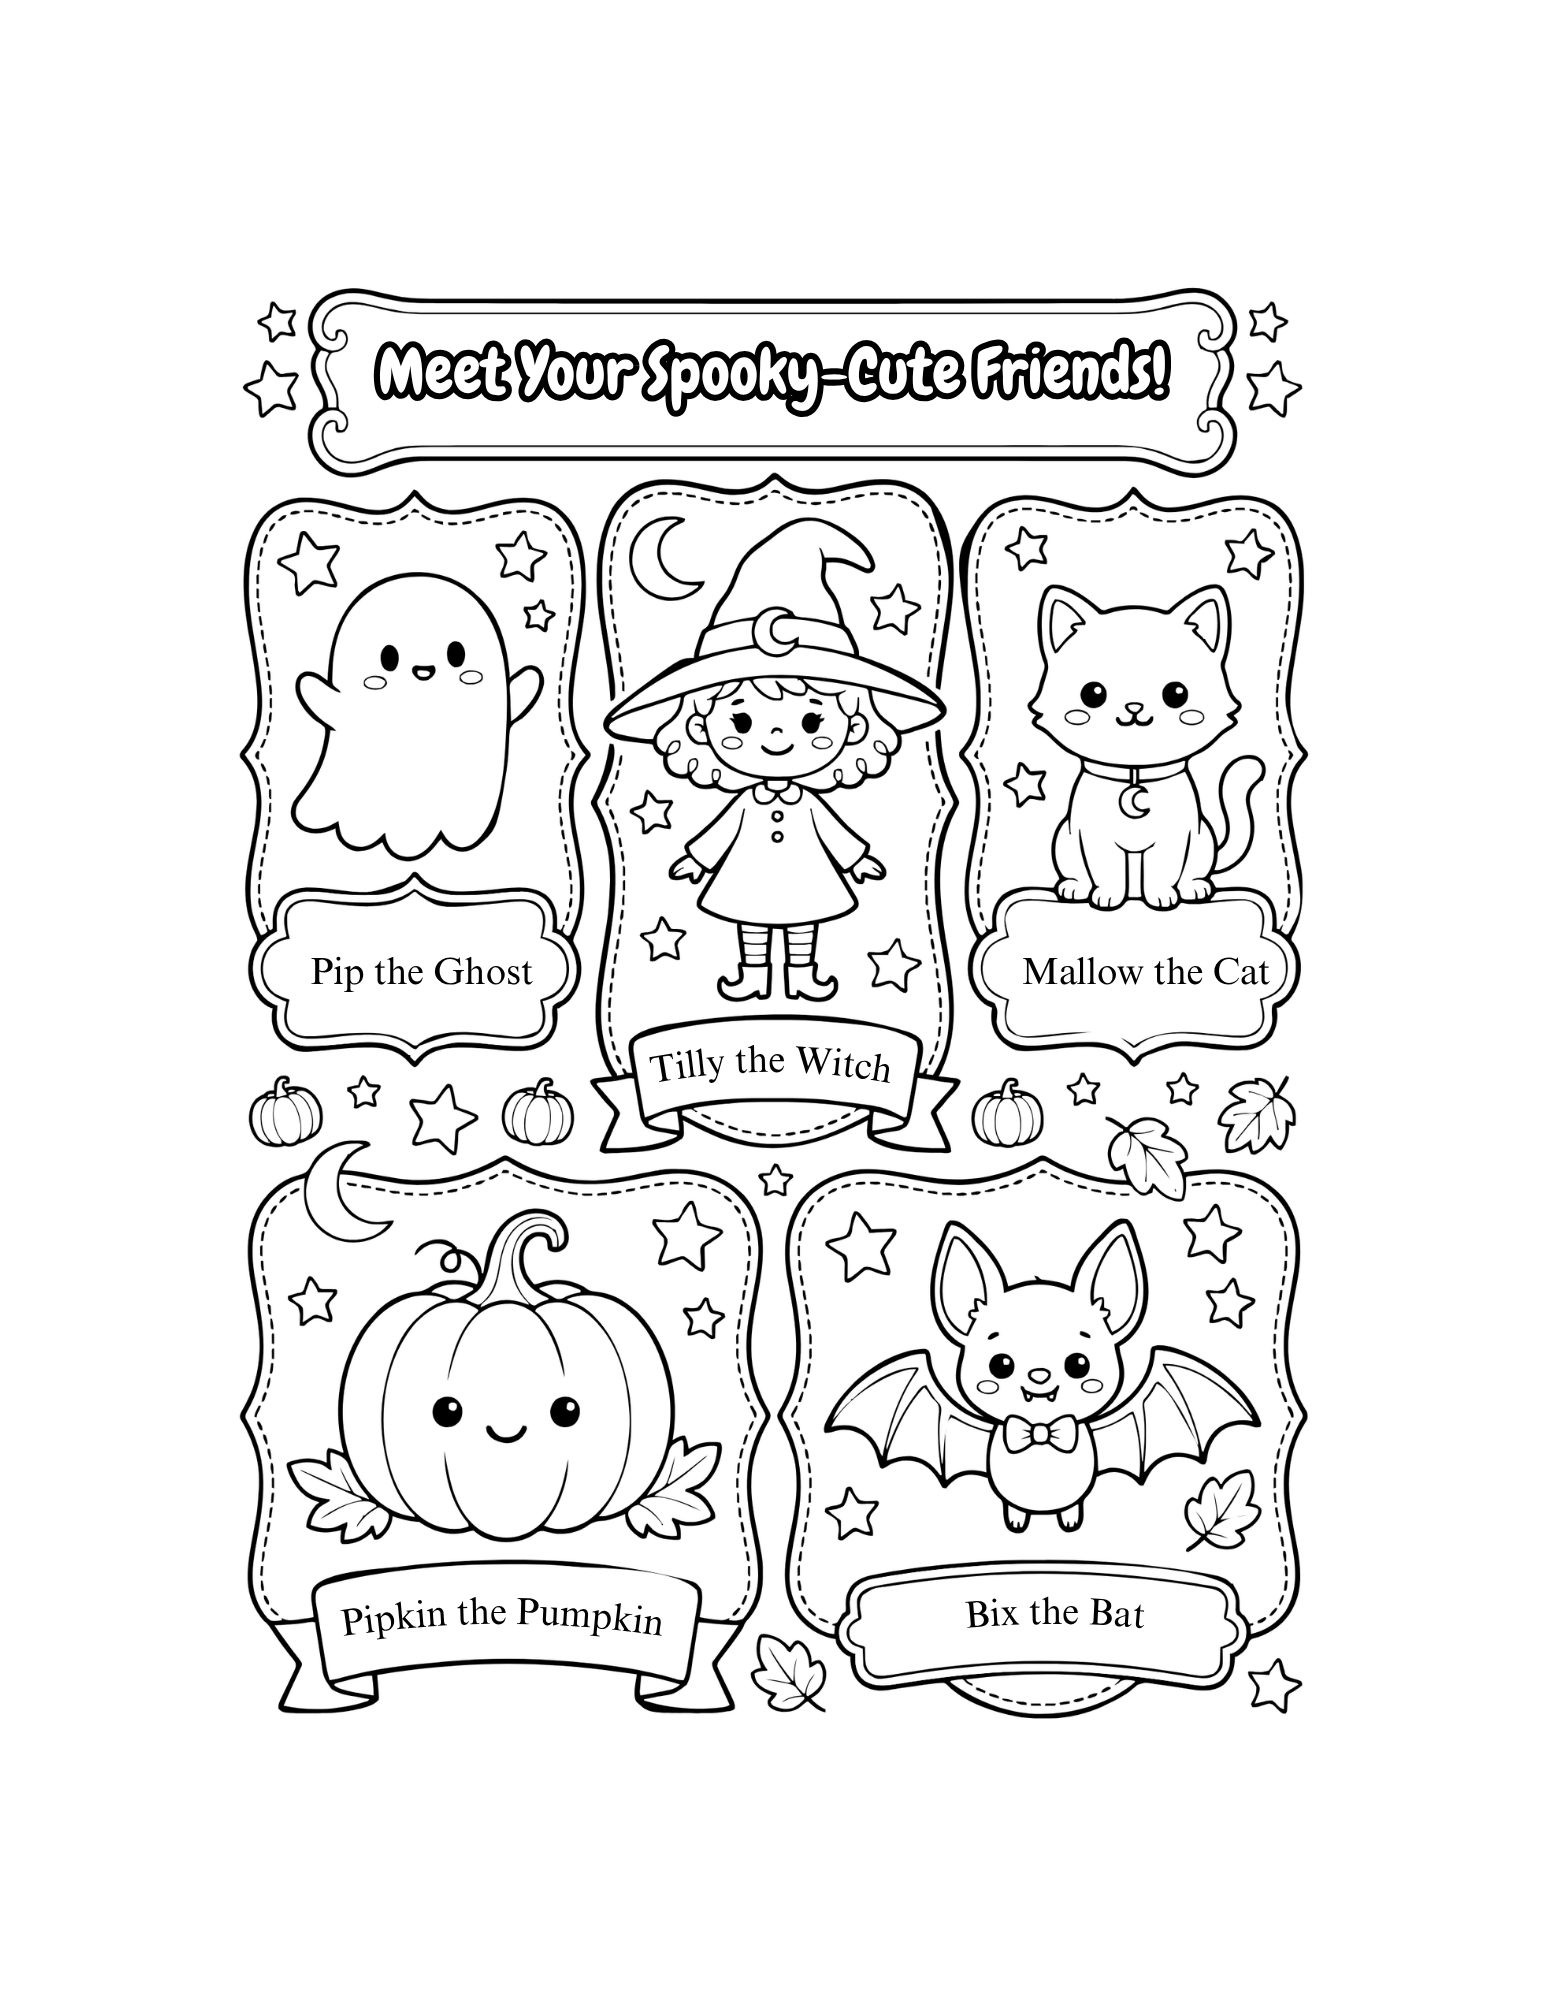 Meet Your Spooky-Cute Friends!
Pip the Ghost
Tilly the Witch
Mallow the Cat
Pipkin the Pumpkin
Bix the Bat